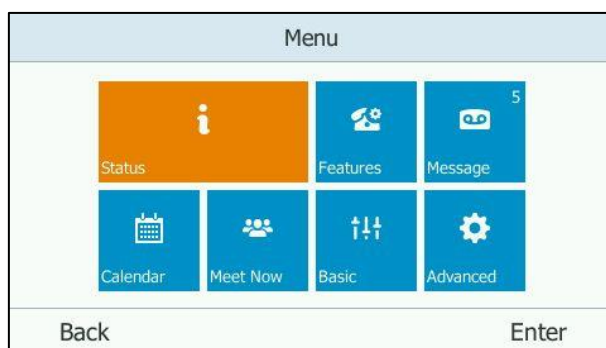 Menu
5
Status
Features
Message
Calendar
Meet Now
Basic
Advanced
Back
Enter